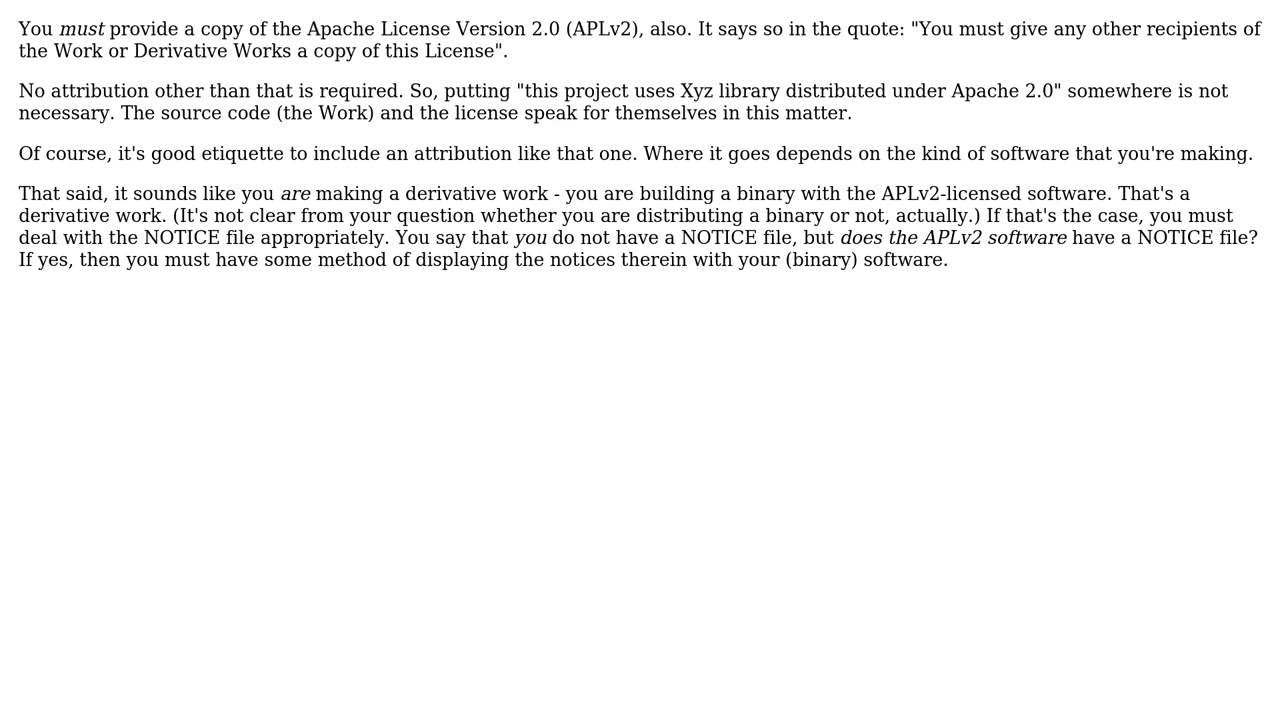 You must provide a copy of the Apache License Version 2.0 (APLv2), also. It says so in the quote: "You must give any other recipients of
the Work or Derivative Works a copy of this License".
No attribution other than that is required. So, putting "this project uses Xyz library distributed under Apache 2.0" somewhere is not
necessary. The source code (the Work) and the license speak for themselves in this matter.
Of course, it's good etiquette to include an attribution like that one. Where it goes depends on the kind of software that you're making.
That said, it sounds like you are making a derivative work - you are building a binary with the APLv2-licensed software. That's a
derivative work. (It's not clear from your question whether you are distributing a binary or not, actually.) If that's the case, you must
deal with the NOTICE file appropriately. You say that you do not have a NOTICE file, but does the APLv2 software have a NOTICE file?
If yes, then you must have some method of displaying the notices therein with your (binary) software.